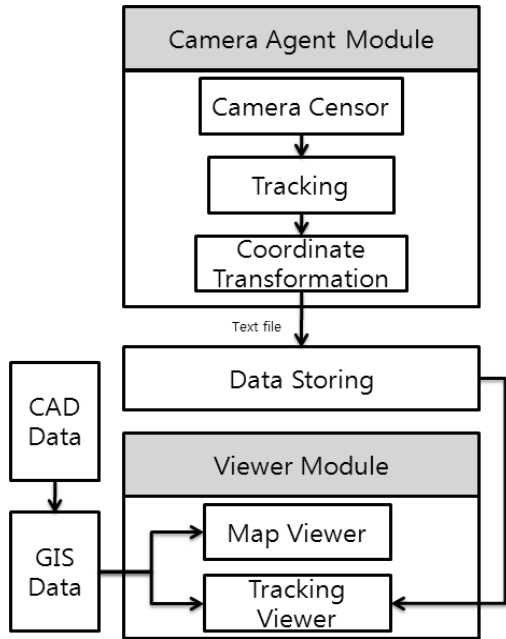 Camera Agent Module
Camera Censor
Tracking
Coordinate
Transformation
Text file
Data Storing
CAD
Data
Viewer Module
GIS
Data
Map Viewer
Tracking
Viewer